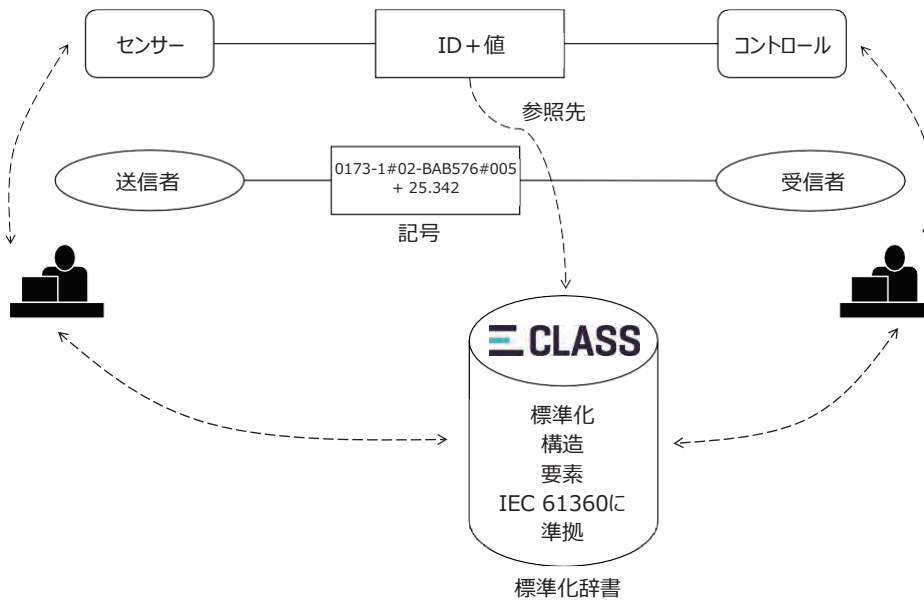 センサー
ID+値
コントロール
参照先
送信者
0173-1#02-BAB576#005
+ 25.342
受信者
記号
ECLASS
標準化
構造
要素
IEC 61360に
準拠
標準化辞書